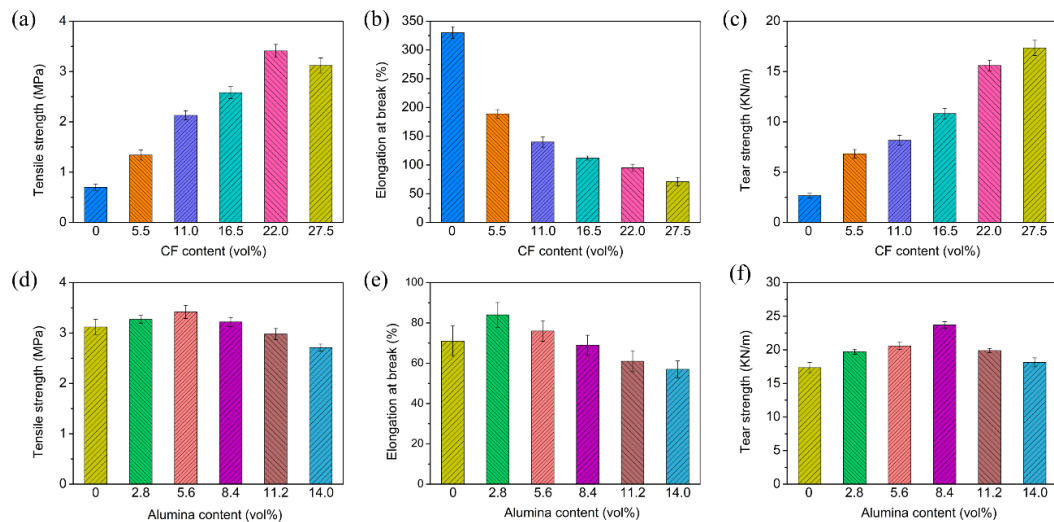 (a)
Tensile strength (MPa)
4
3
2
1
0
0 5.5 11.0 16.5 22.0 27.5
CF content (vol%)
(b)
Elongation at break (%)
350
300
250
200
150
100
50
0
0 5.5 11.0 16.5 22.0 27.5
CF content (vol%)
(c)
Tear strength (KN/m)
20
15
10
5
0
0 5.5 11.0 16.5 22.0 27.5
CF content (vol%)
(d)
Tensile strength (MPa)
4
3
2
1
0
0 2.8 5.6 8.4 11.2 14.0
Alumina content (vol%)
(e)
Elongation at break (%)
100
80
60
40
20
0
0 2.8 5.6 8.4 11.2 14.0
Alumina content (vol%)
(f)
Tear strength (KN/m)
30
25
20
15
10
5
0
0 2.8 5.6 8.4 11.2 14.0
Alumina content (vol%)